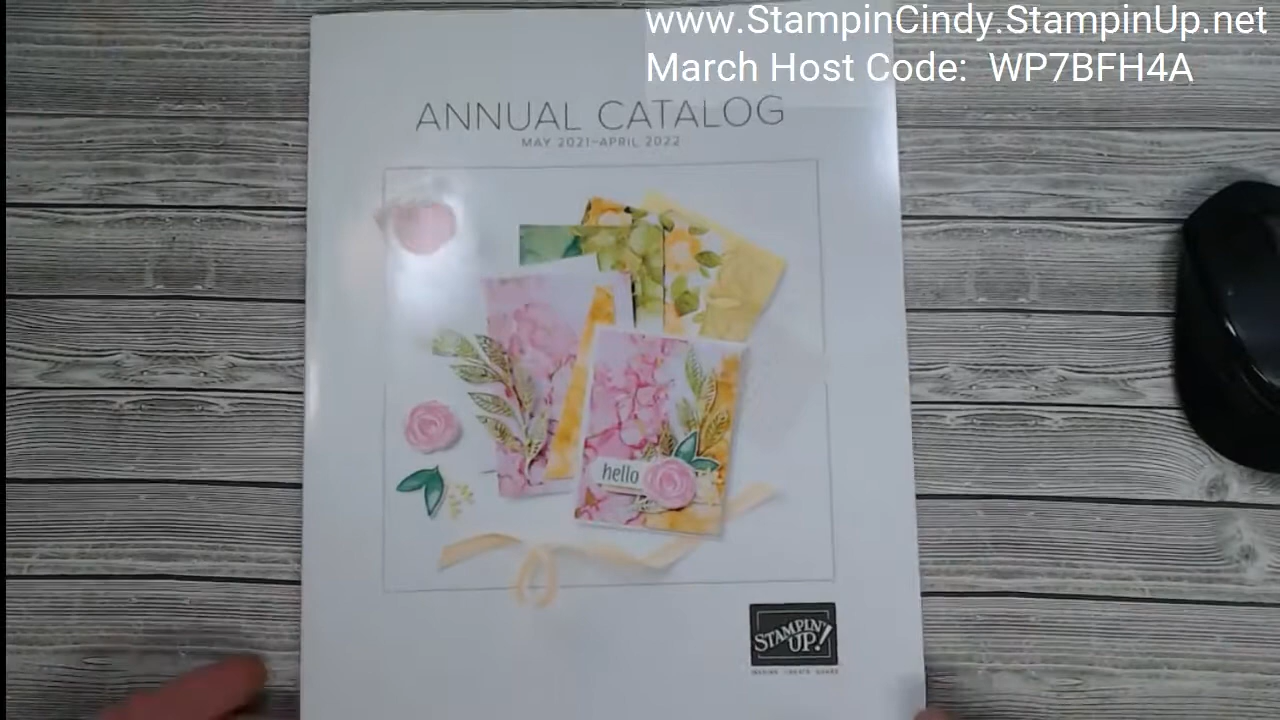 www.StampinCindy.StampinUp.net
March Host Code:  WP7BFH4A
ANNUAL CATALOG
MAY 2021–APRIL 2022
hello
STAMPIN'
UP!